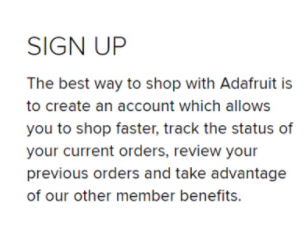 SIGN UP
The best way to shop with Adafruit is
to create an account which allows
you to shop faster, track the status of
your current orders, review your
previous orders and take advantage
of our other member benefits.